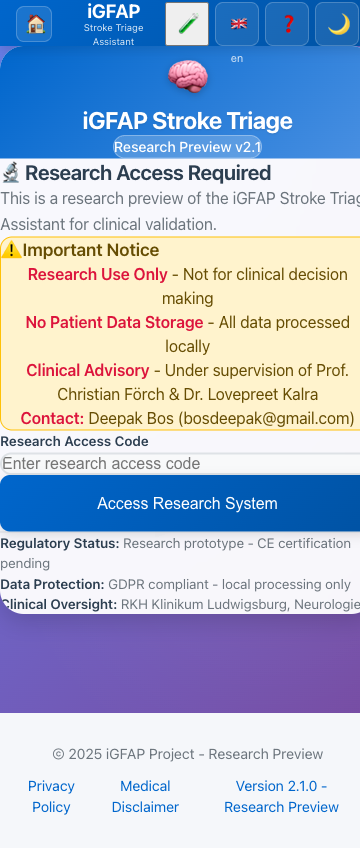 iGFAP
Stroke Triage
Assistant
en
iGFAP Stroke Triage
Research Preview v2.1
Research Access Required
This is a research preview of the iGFAP Stroke Triag
Assistant for clinical validation.
Important Notice
Research Use Only - Not for clinical decision
making
No Patient Data Storage - All data processed
locally
Clinical Advisory - Under supervision of Prof.
Christian Förch & Dr. Lovepreet Kalra
Contact: Deepak Bos (bosdeepak@gmail.com)
Research Access Code
Enter research access code
Access Research System
Regulatory Status: Research prototype - CE certification
pending
Data Protection: GDPR compliant - local processing only
Clinical Oversight: RKH Klinikum Ludwigsburg, Neurologie
© 2025 iGFAP Project - Research Preview
Privacy
Policy
Medical
Disclaimer
Version 2.1.0 -
Research Preview